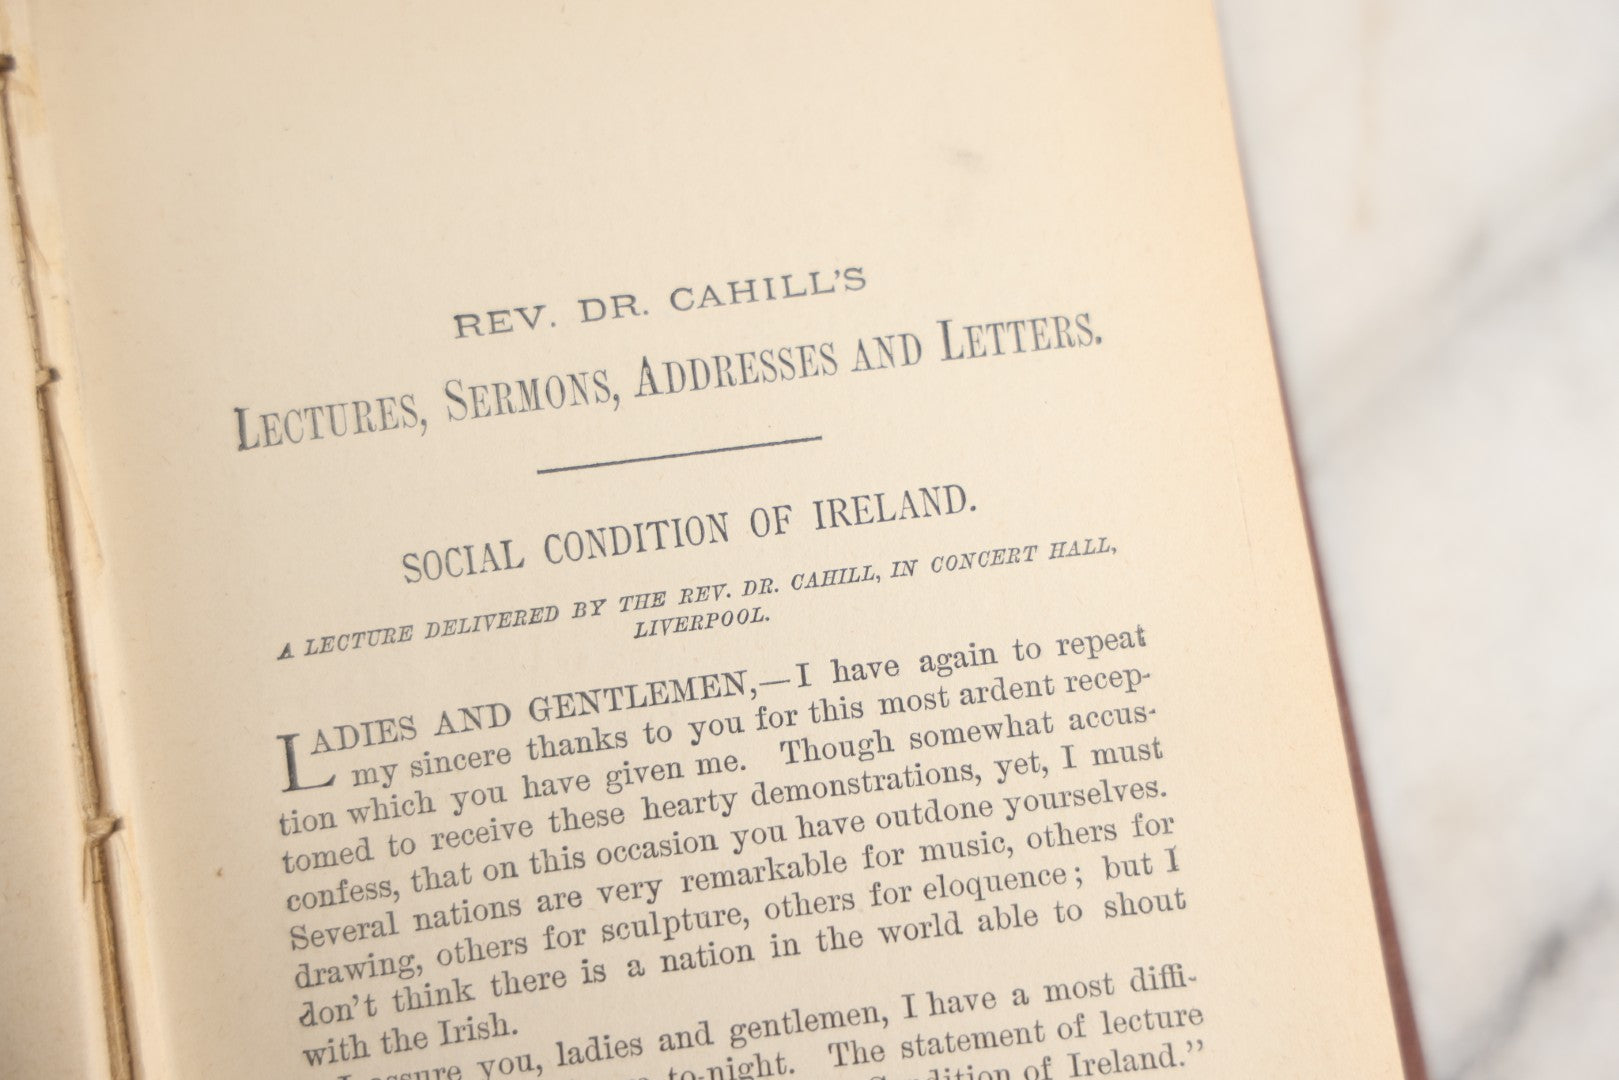 REV. DR. CAHILL'S
LECTURES, SERMONS, ADDRESSES AND LETTERS.
SOCIAL CONDITION OF IRELAND.
A LECTURE DELIVERED BY THE REV. DR. CAHILL, IN CONCERT HALL,
LIVERPOOL.
LADIES AND GENTLEMEN,—I have again to repeat
my sincere thanks to you for this most ardent recep-
tion which you have given me. Though somewhat accus-
tomed to receive these hearty demonstrations, yet, I must
confess, that on this occasion you have outdone yourselves.
Several nations are very remarkable for music, others for
drawing, others for sculpture, others for eloquence; but I
don't think there is a nation in the world able to shout
with the Irish.
I assure you, ladies and gentlemen, I have a most diffi-
to-night. The statement of lecture
Condition of Ireland."